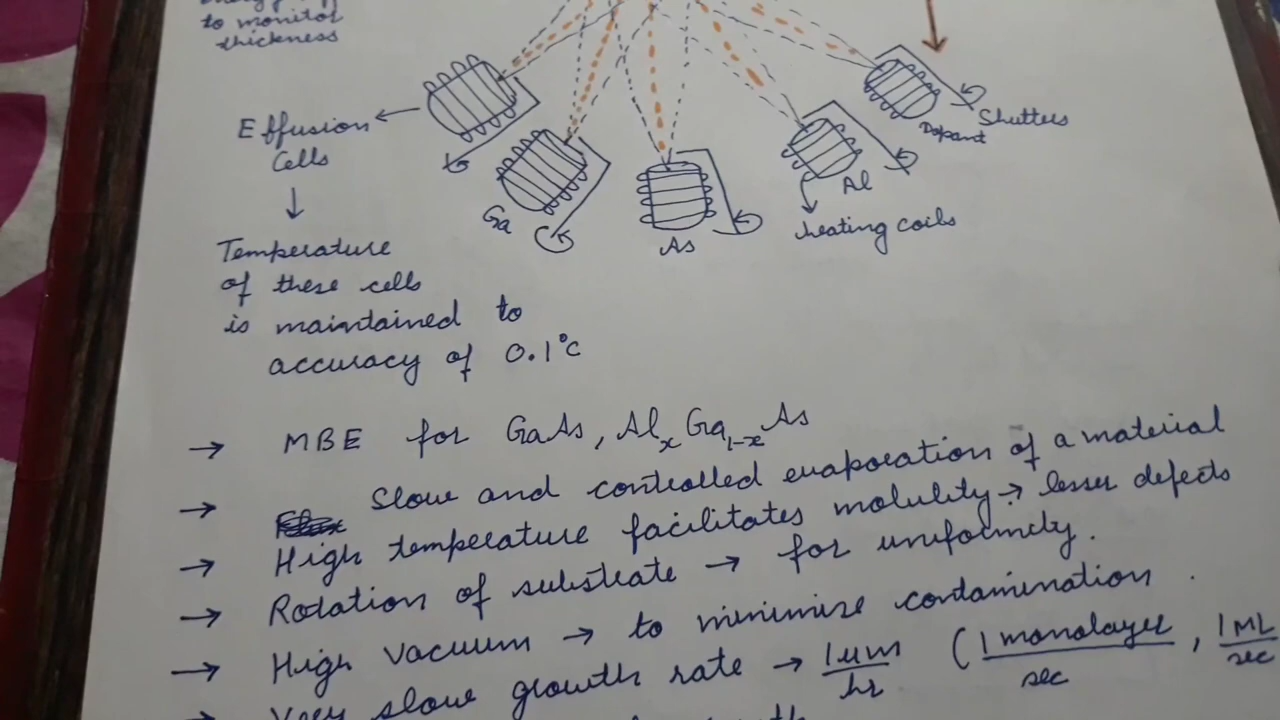 to monitor
thickness
Effusion
Cells
Temperature
of these cells
is maintained to
accuracy of 0.1°c
Ga
As
Al
heating coils
Dopant
Shutters
→ MBE for GaAs, AlxGa1-xAs
→ Slow and controlled evaporation of a material
→ High temperature facilitates mobility → lesser defects
→ Rotation of substrate → for uniformity.
→ High vacuum → to minimise contamination.
→ Very slow growth rate → 1um/hr (1 monolayer/sec, 1ML/sec